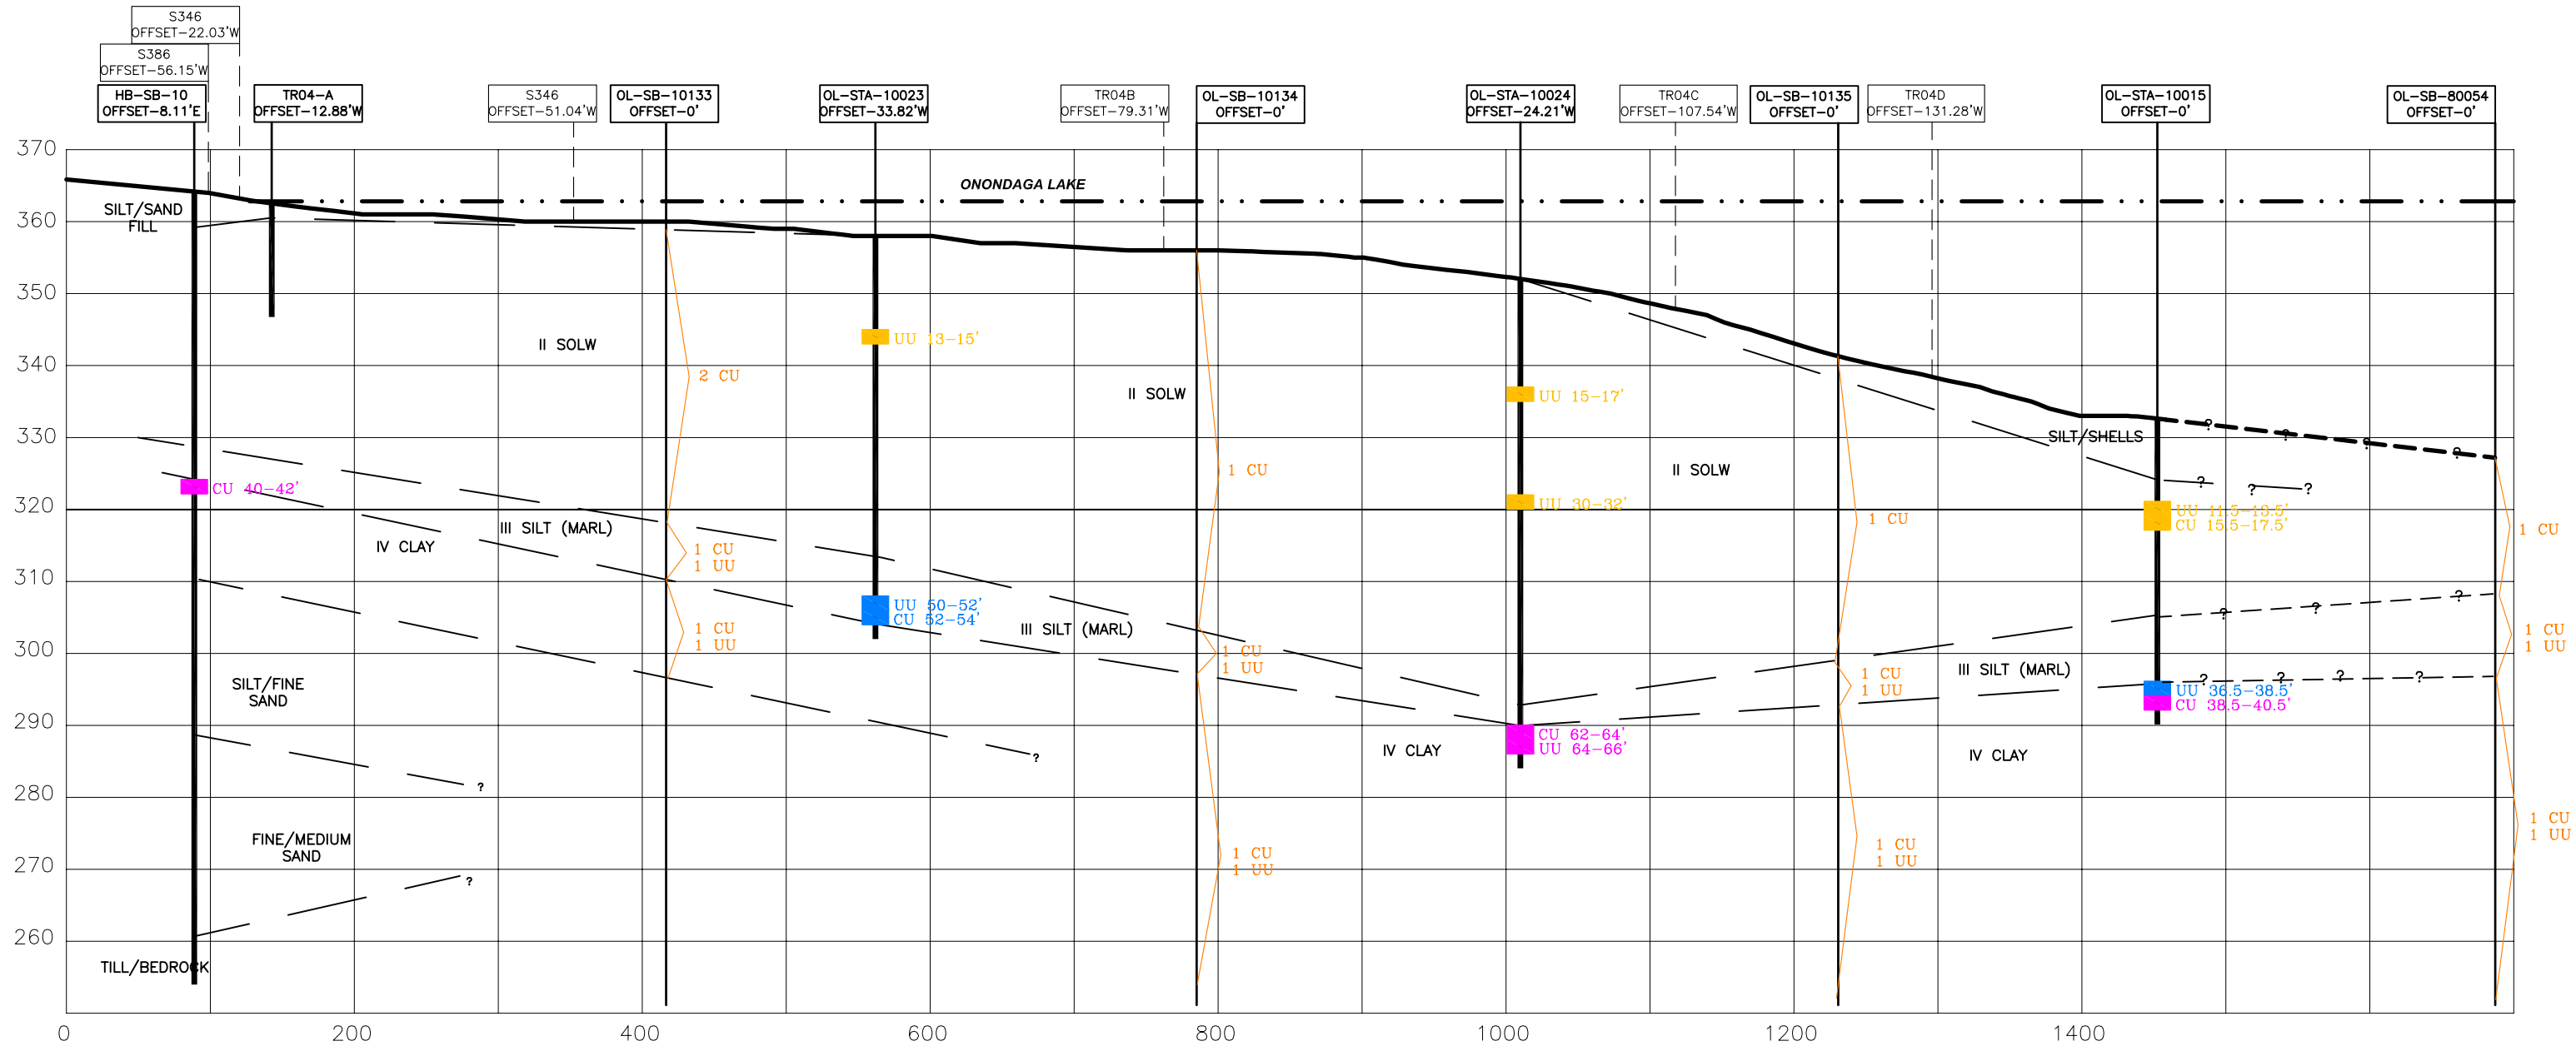 S346
OFFSET-22.03'W
S386
OFFSET-56.15'W
HB-SB-10
OFFSET-8.11'E
TR04-A
OFFSET-12.88'W
S346
OFFSET-51.04'W
OL-SB-10133
OFFSET-0'
OL-STA-10023
OFFSET-33.82'W
TR04B
OFFSET-79.31'W
OL-SB-10134
OFFSET-0'
OL-STA-10024
OFFSET-24.21'W
TR04C
OFFSET-107.54'W
OL-SB-10135
OFFSET-0'
TR04D
OFFSET-131.28'W
OL-STA-10015
OFFSET-0'
OL-SB-80054
OFFSET-0'
370
ONONDAGA LAKE
SILT/SAND
FILL
360
350
II SOLW
UU 13-15'
340
2 CU
II SOLW
UU 15-17'
330
SILT/SHELLS
? ? ? ?
1 CU
II SOLW
CU 40-42'
UU 30-32'
? ? ?
320
III SILT (MARL)
1 CU
UU 11.5-13.5'
CU 15.5-17.5'
1 CU
IV CLAY
1 CU
1 UU
310
UU 50-52'
CU 52-54'
? ? ?
1 CU
1 UU
III SILT (MARL)
1 CU
1 UU
300
1 CU
1 UU
III SILT (MARL)
1 CU
1 UU
? ? ? ?
SILT/FINE
SAND
UU 36.5-38.5'
CU 38.5-40.5'
290
CU 62-64'
UU 64-66'
IV CLAY
IV CLAY
?
?
280
1 CU
1 UU
FINE/MEDIUM
SAND
1 CU
1 UU
1 CU
1 UU
270
?
260
TILL/BEDROCK
0
200
400
600
800
1000
1200
1400